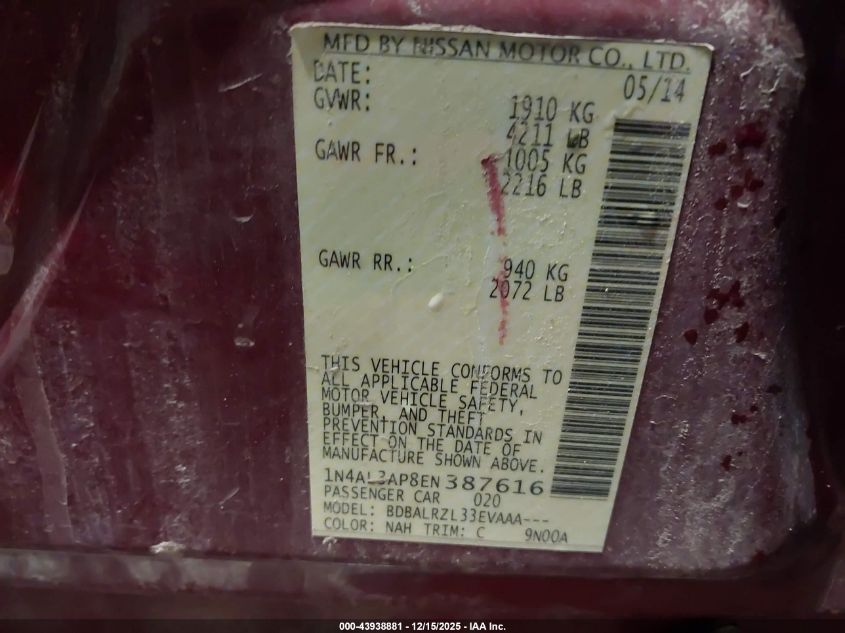 MFD BY NISSAN MOTOR CO., LTD.
DATE: 05/14
GVWR: 1910 KG
4211 LB
GAWR FR.: 1005 KG
2216 LB
GAWR RR.: 940 KG
2072 LB
THIS VEHICLE CONFORMS TO
ALL APPLICABLE FEDERAL
MOTOR VEHICLE SAFETY,
BUMPER, AND THEFT
PREVENTION STANDARDS IN
EFFECT ON THE DATE OF
MANUFACTURE SHOWN ABOVE.
1N4AL3AP8EN387616
PASSENGER CAR 020
MODEL: BDBALRZL33EVAAA---
COLOR: NAH TRIM: C 9N00A
000-43938881 - 12/15/2025 - IAA Inc.